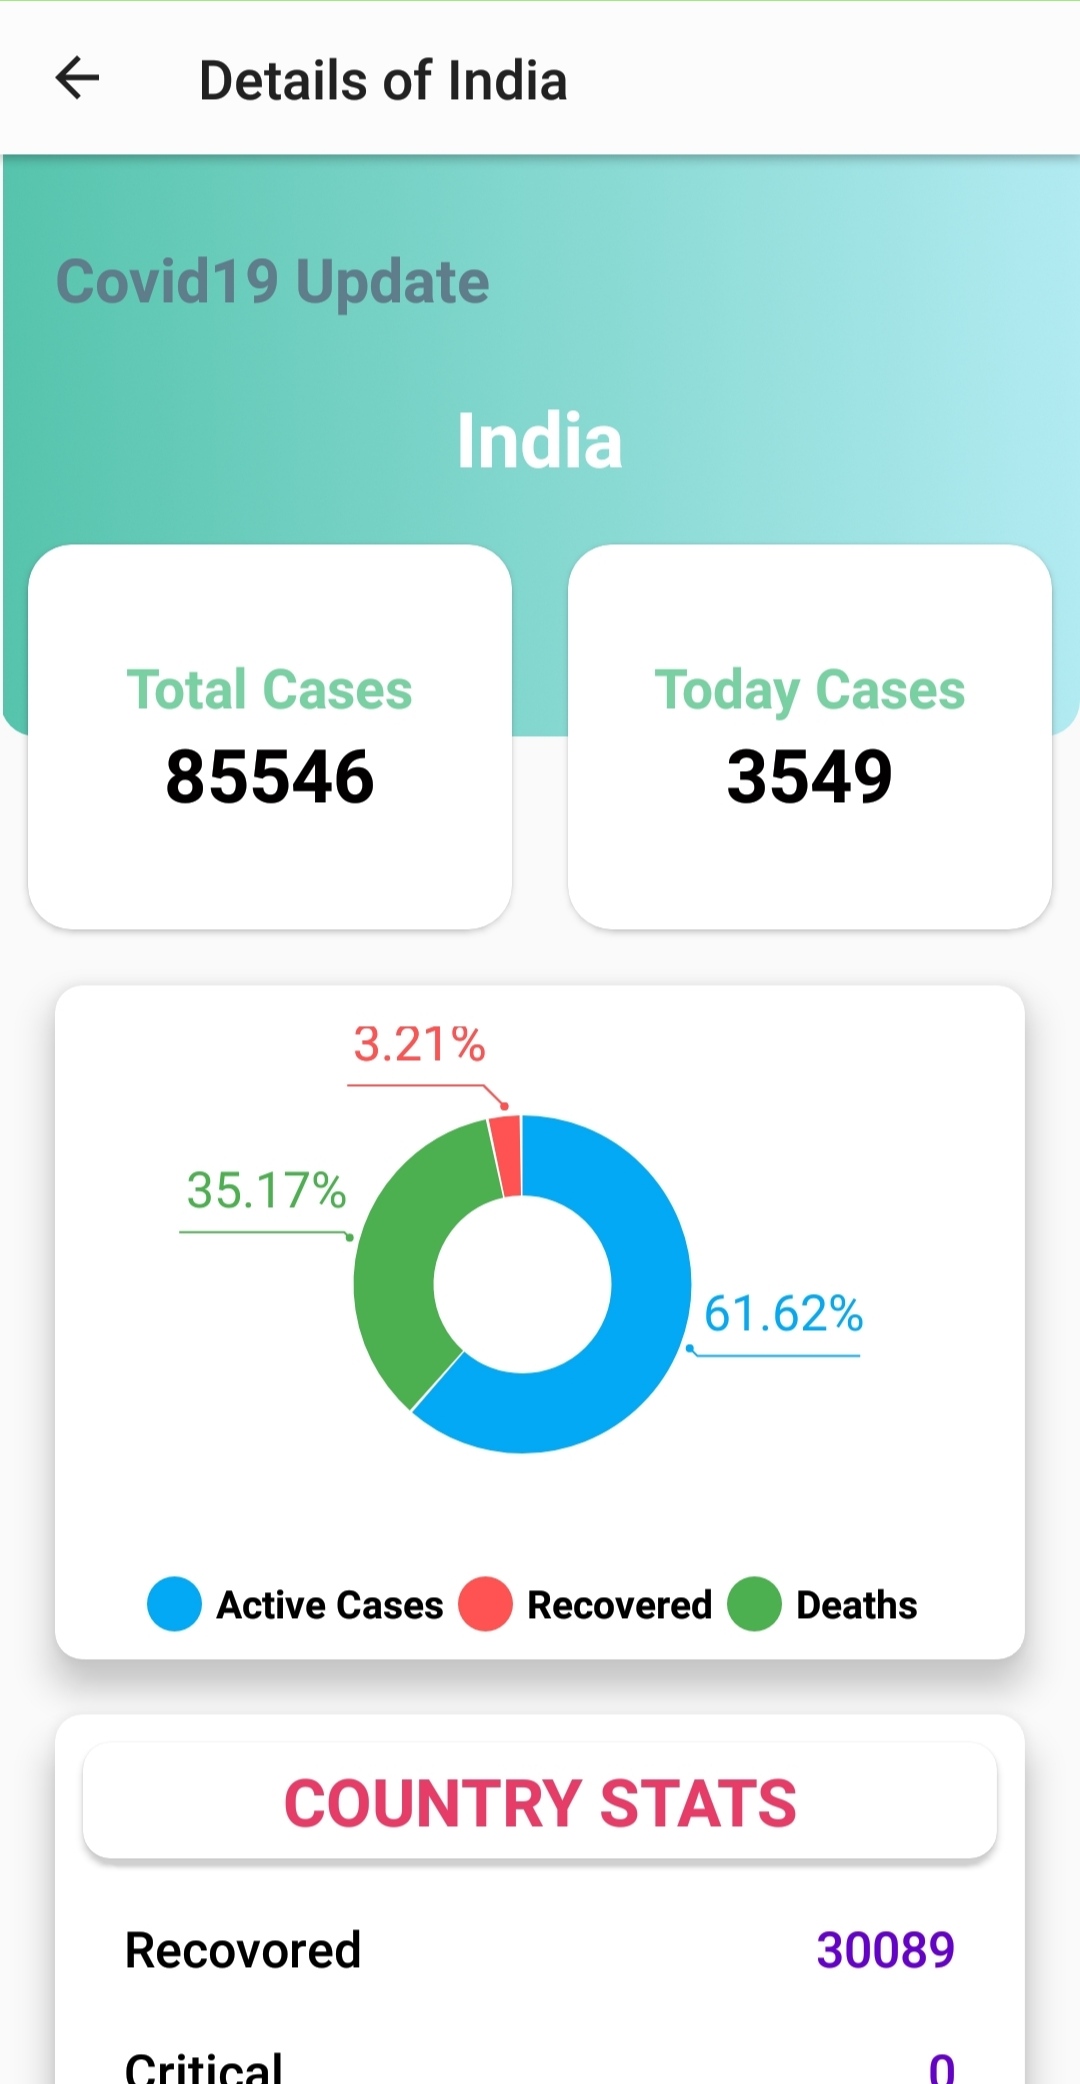 Details of India
Covid19 Update
India
Total Cases
85546
Today Cases
3549
3.21%
35.17%
61.62%
Active Cases Recovered Deaths
COUNTRY STATS
Recovored 30089
Critical 0